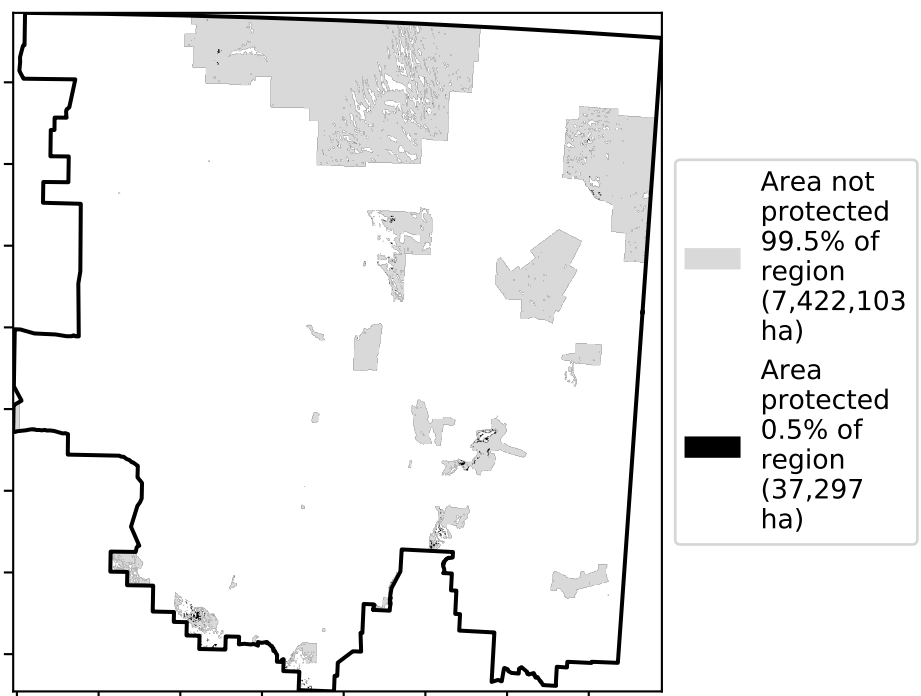 Area not
protected
99.5% of
region
(7,422,103
ha)
Area
protected
0.5% of
region
(37,297
ha)